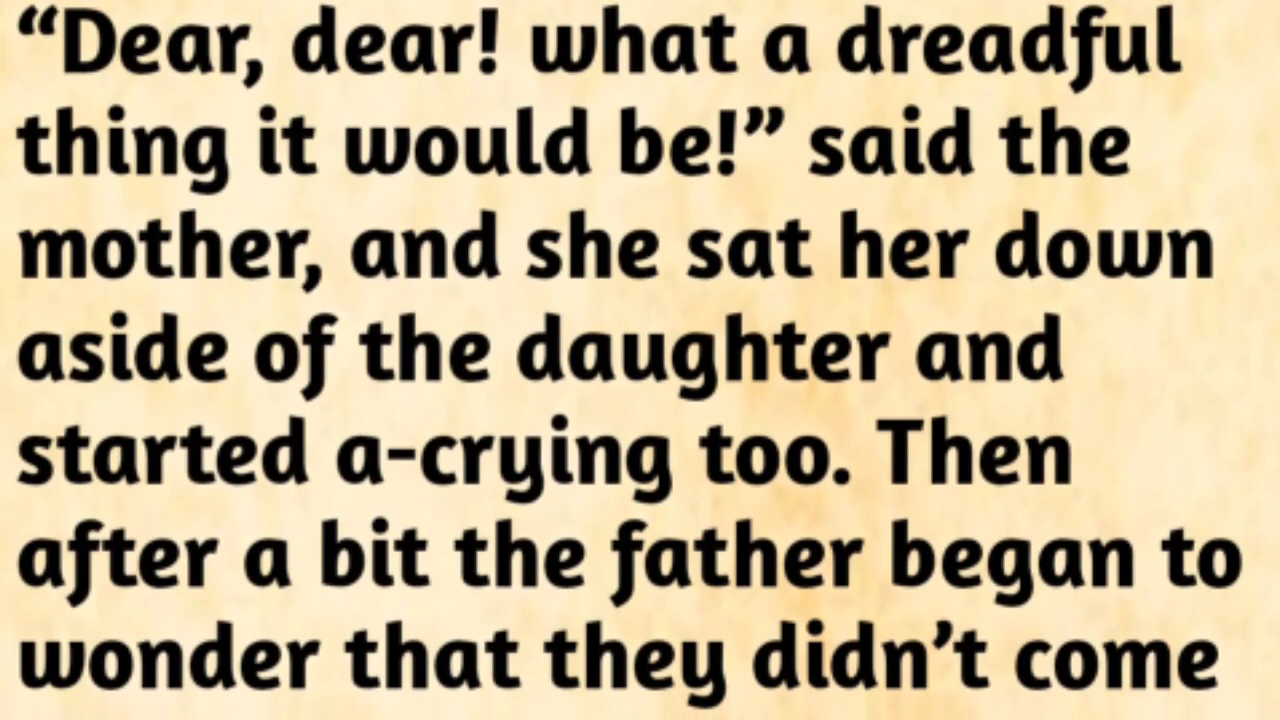 “Dear, dear! what a dreadful
thing it would be!” said the
mother, and she sat her down
aside of the daughter and
started a-crying too. Then
after a bit the father began to
wonder that they didn’t come